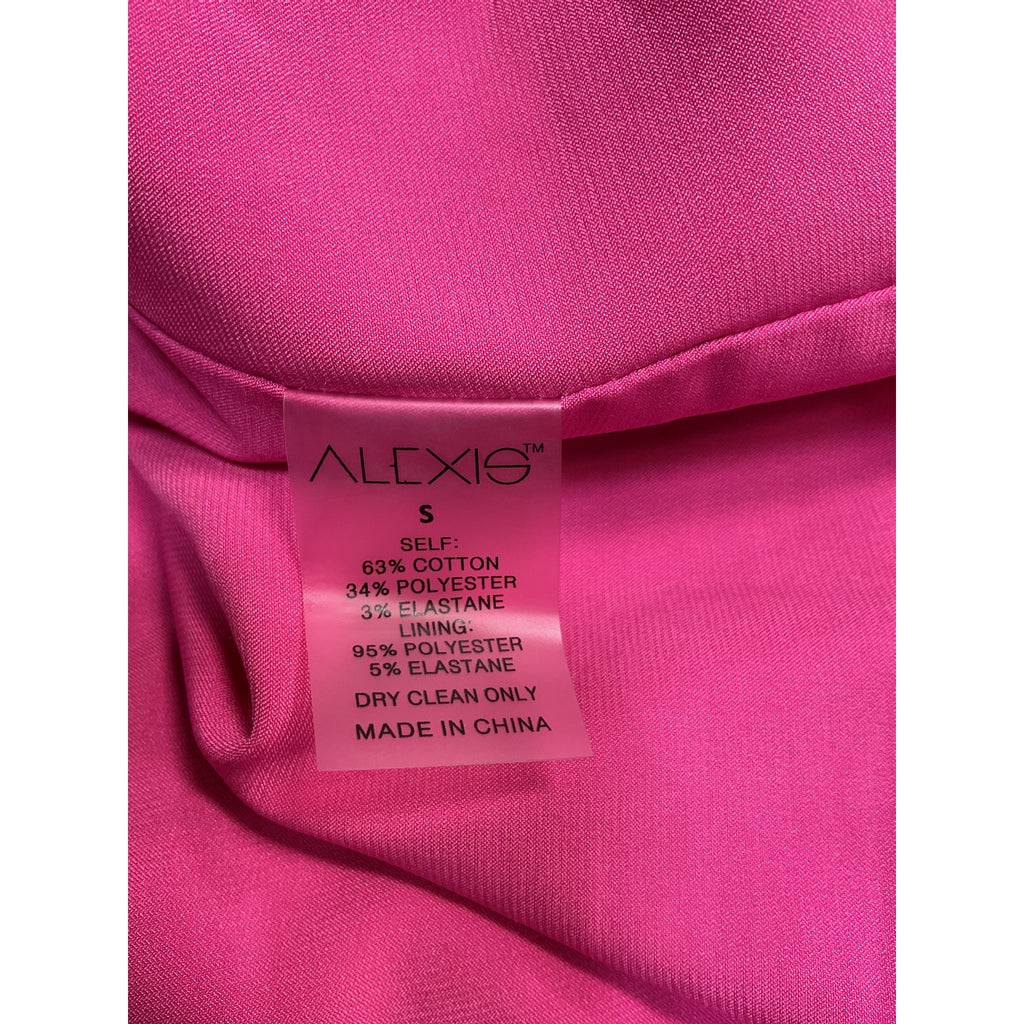 ALEXIS™
S
SELF:
63% COTTON
34% POLYESTER
3% ELASTANE
LINING:
95% POLYESTER
5% ELASTANE
DRY CLEAN ONLY
MADE IN CHINA